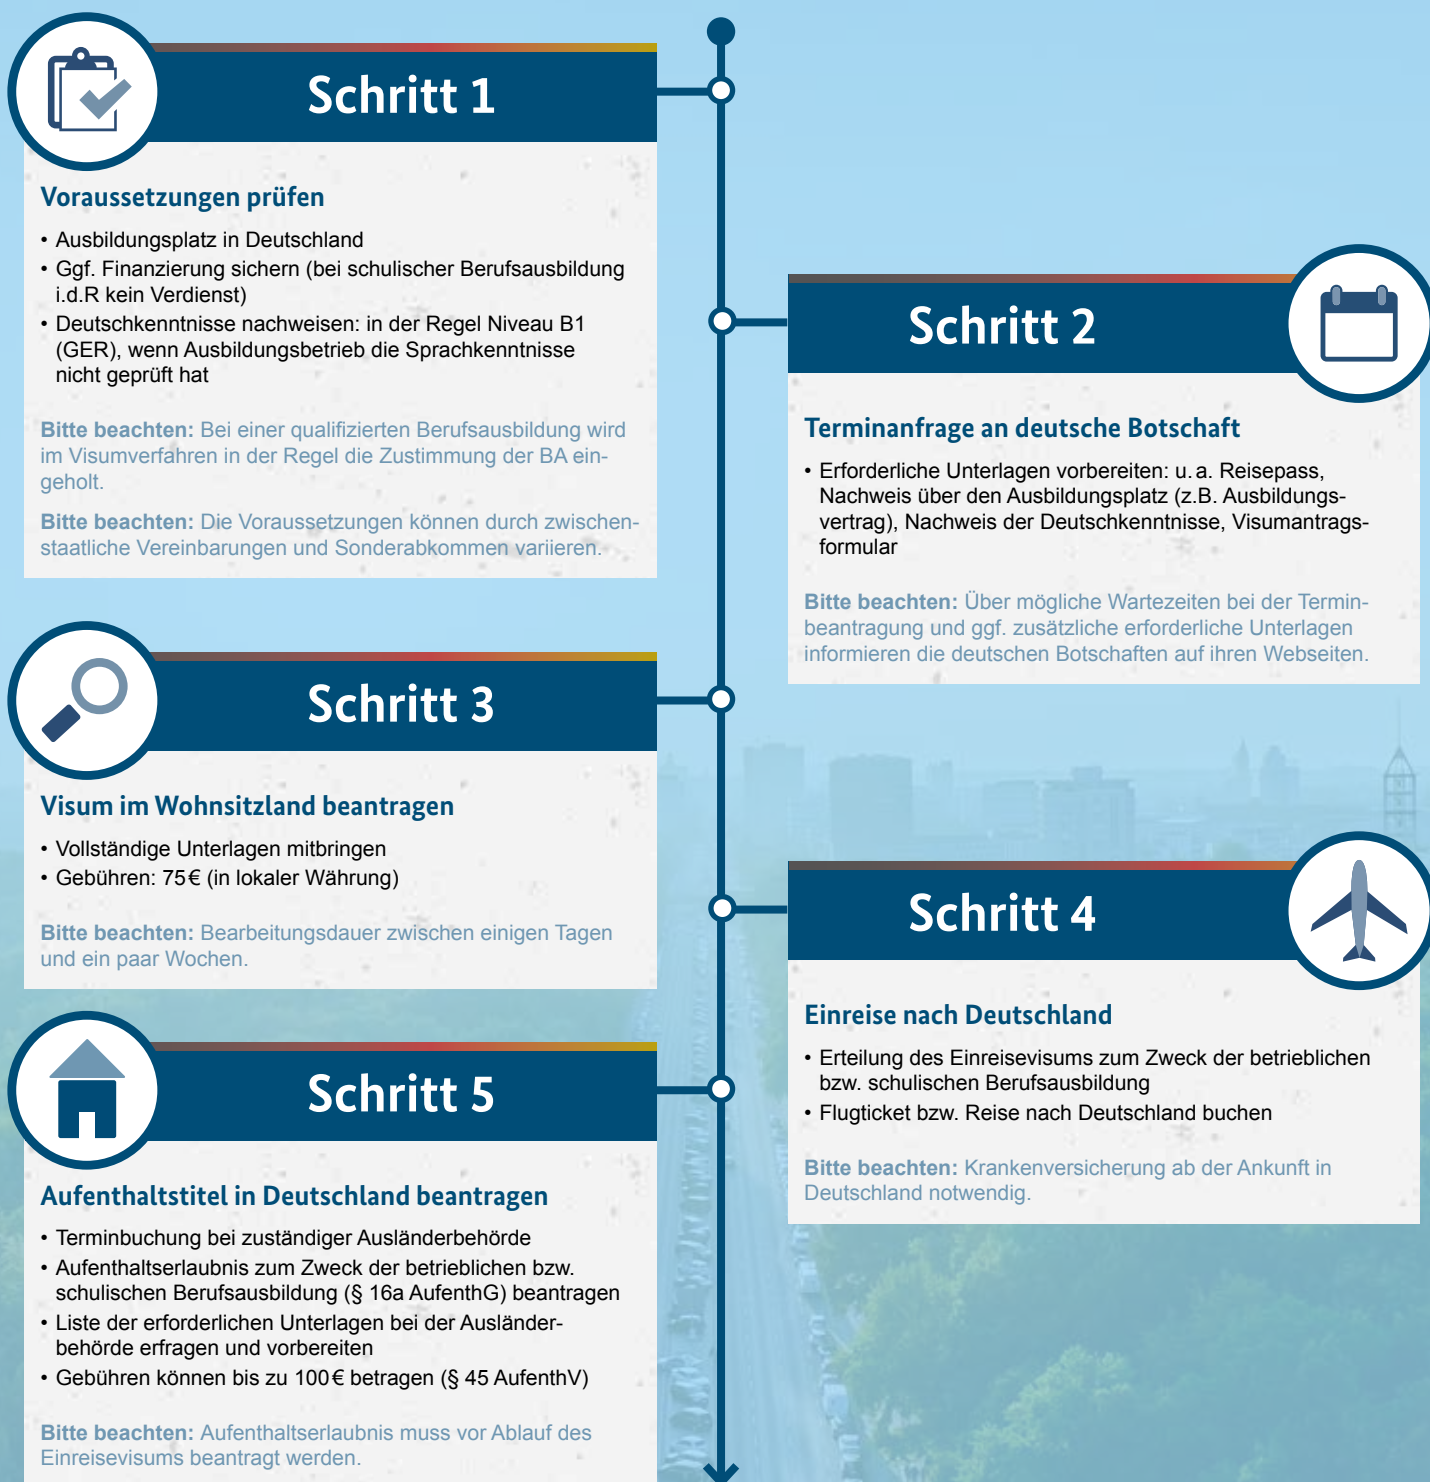 Schritt 1
Voraussetzungen prüfen
• Ausbildungsplatz in Deutschland
• Ggf. Finanzierung sichern (bei schulischer Berufsausbildung
i.d.R kein Verdienst)
• Deutschkenntnisse nachweisen: in der Regel Niveau B1
(GER), wenn Ausbildungsbetrieb die Sprachkenntnisse
nicht geprüft hat
Bitte beachten: Bei einer qualifizierten Berufsausbildung wird
im Visumverfahren in der Regel die Zustimmung der BA ein-
geholt.
Bitte beachten: Die Voraussetzungen können durch zwischen-
staatliche Vereinbarungen und Sonderabkommen variieren.
Schritt 2
Terminanfrage an deutsche Botschaft
• Erforderliche Unterlagen vorbereiten: u. a. Reisepass,
Nachweis über den Ausbildungsplatz (z.B. Ausbildungs-
vertrag), Nachweis der Deutschkenntnisse, Visumantrags-
formular
Bitte beachten: Über mögliche Wartezeiten bei der Termin-
beantragung und ggf. zusätzliche erforderliche Unterlagen
informieren die deutschen Botschaften auf ihren Webseiten.
Schritt 3
Visum im Wohnsitzland beantragen
• Vollständige Unterlagen mitbringen
• Gebühren: 75 € (in lokaler Währung)
Bitte beachten: Bearbeitungsdauer zwischen einigen Tagen
und ein paar Wochen.
Schritt 4
Einreise nach Deutschland
• Erteilung des Einreisevisums zum Zweck der betrieblichen
bzw. schulischen Berufsausbildung
• Flugticket bzw. Reise nach Deutschland buchen
Bitte beachten: Krankenversicherung ab der Ankunft in
Deutschland notwendig.
Schritt 5
Aufenthaltstitel in Deutschland beantragen
• Terminbuchung bei zuständiger Ausländerbehörde
• Aufenthaltserlaubnis zum Zweck der betrieblichen bzw.
schulischen Berufsausbildung (§ 16a AufenthG) beantragen
• Liste der erforderlichen Unterlagen bei der Ausländer-
behörde erfragen und vorbereiten
• Gebühren können bis zu 100 € betragen (§ 45 AufenthV)
Bitte beachten: Aufenthaltserlaubnis muss vor Ablauf des
Einreisevisums beantragt werden.